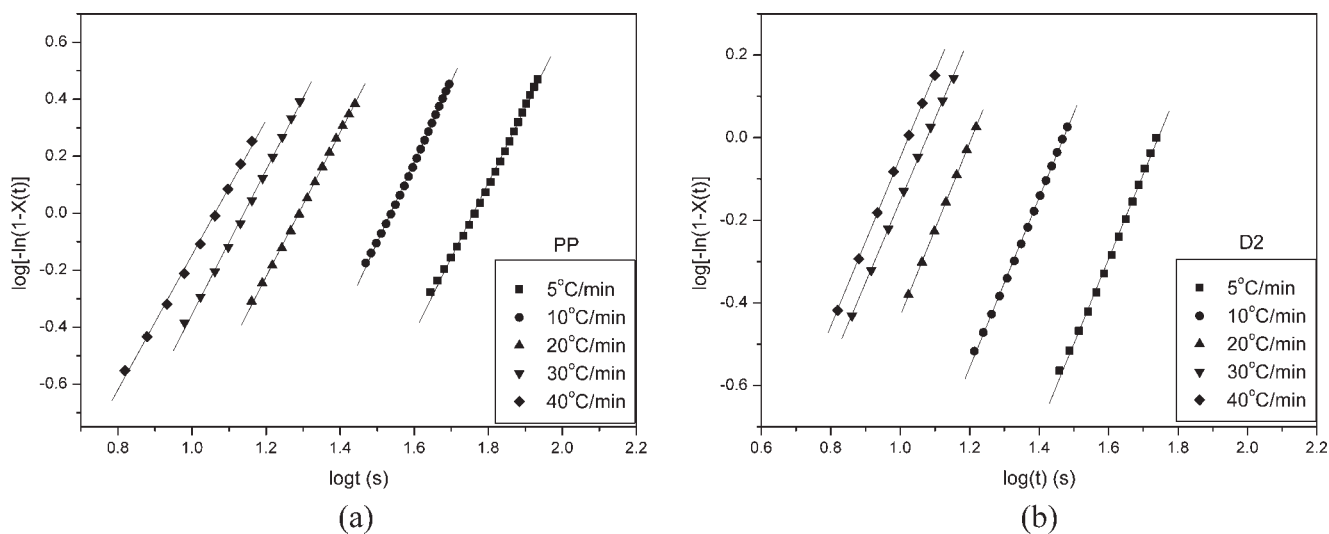 0.6
0.4
0.2
0.0
-0.2
-0.4
-0.6
log[-ln(1-X(t)]
PP
5°C/min
10°C/min
20°C/min
30°C/min
40°C/min
0.8 1.0 1.2 1.4 1.6 1.8 2.0 2.2
logt (s)
(a)
0.2
0.0
-0.2
-0.4
-0.6
log[-ln(1-X(t)]
D2
5°C/min
10°C/min
20°C/min
30°C/min
40°C/min
0.6 0.8 1.0 1.2 1.4 1.6 1.8 2.0 2.2
log(t) (s)
(b)